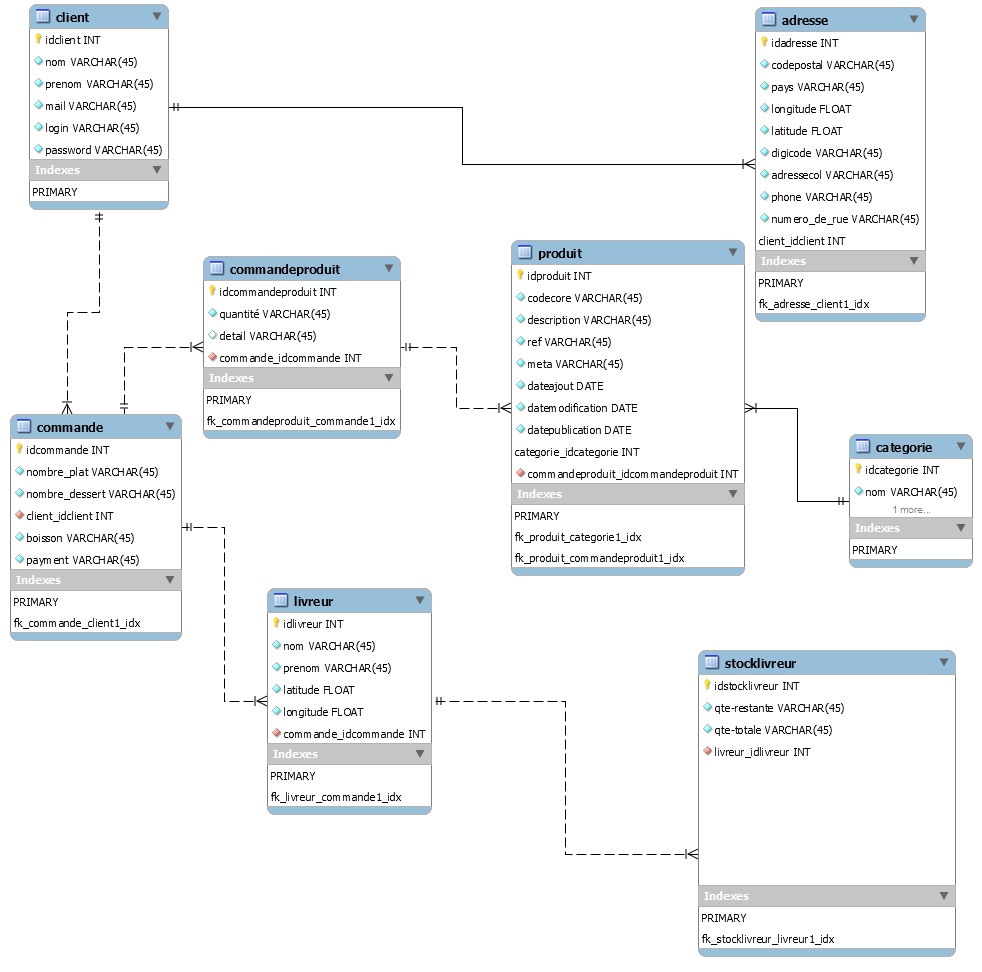 client
idclient INT
nom VARCHAR(45)
prenom VARCHAR(45)
mail VARCHAR(45)
login VARCHAR(45)
password VARCHAR(45)
Indexes
PRIMARY
adresse
idadresse INT
codepostal VARCHAR(45)
pays VARCHAR(45)
longitude FLOAT
latitude FLOAT
digicode VARCHAR(45)
adressecol VARCHAR(45)
phone VARCHAR(45)
numero_de_rue VARCHAR(45)
client_idclient INT
Indexes
PRIMARY
fk_adresse_client1_idx
commandeproduit
idcommandeproduit INT
quantité VARCHAR(45)
detail VARCHAR(45)
commande_idcommande INT
Indexes
PRIMARY
fk_commandeproduit_commande1_idx
produit
idproduit INT
codecore VARCHAR(45)
description VARCHAR(45)
ref VARCHAR(45)
meta VARCHAR(45)
dateajout DATE
datemodification DATE
datepublication DATE
categorie_idcategorie INT
commandeproduit_idcommandeproduit INT
Indexes
PRIMARY
fk_produit_categorie1_idx
fk_produit_commandeproduit1_idx
commande
idcommande INT
nombre_plat VARCHAR(45)
nombre_dessert VARCHAR(45)
client_idclient INT
boisson VARCHAR(45)
payment VARCHAR(45)
Indexes
PRIMARY
fk_commande_client1_idx
categorie
idcategorie INT
nom VARCHAR(45)
1 more...
Indexes
PRIMARY
livreur
idlivreur INT
nom VARCHAR(45)
prenom VARCHAR(45)
latitude FLOAT
longitude FLOAT
commande_idcommande INT
Indexes
PRIMARY
fk_livreur_commande1_idx
stocklivreur
idstocklivreur INT
qte-restante VARCHAR(45)
qte-totale VARCHAR(45)
livreur_idlivreur INT
Indexes
PRIMARY
fk_stocklivreur_livreur1_idx